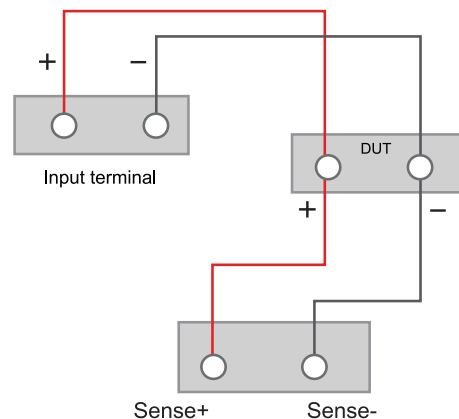 + −
DUT
Input terminal
+ −
Sense+ Sense-